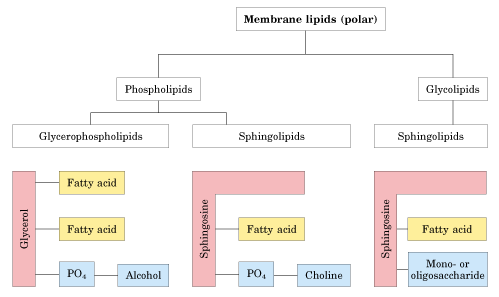 Membrane lipids (polar)
Phospholipids
Glycolipids
Glycerophospholipids
Sphingolipids
Sphingolipids
Glycerol
Fatty acid
Fatty acid
PO₄
Alcohol
Sphingosine
Fatty acid
PO₄
Choline
Sphingosine
Fatty acid
Mono- or
oligosaccharide